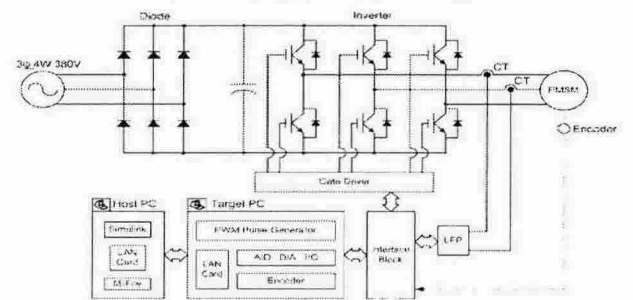 Diode
Inverter
3φ 4W 380V
CT
CT
PMSM
Encoder
Gate Driver
Host PC
Target PC
Simulink
LAN
Card
M-File
PWM Pulse Generator
LAN
Card
A/D D/A I/O
Encoder
Interface
Block